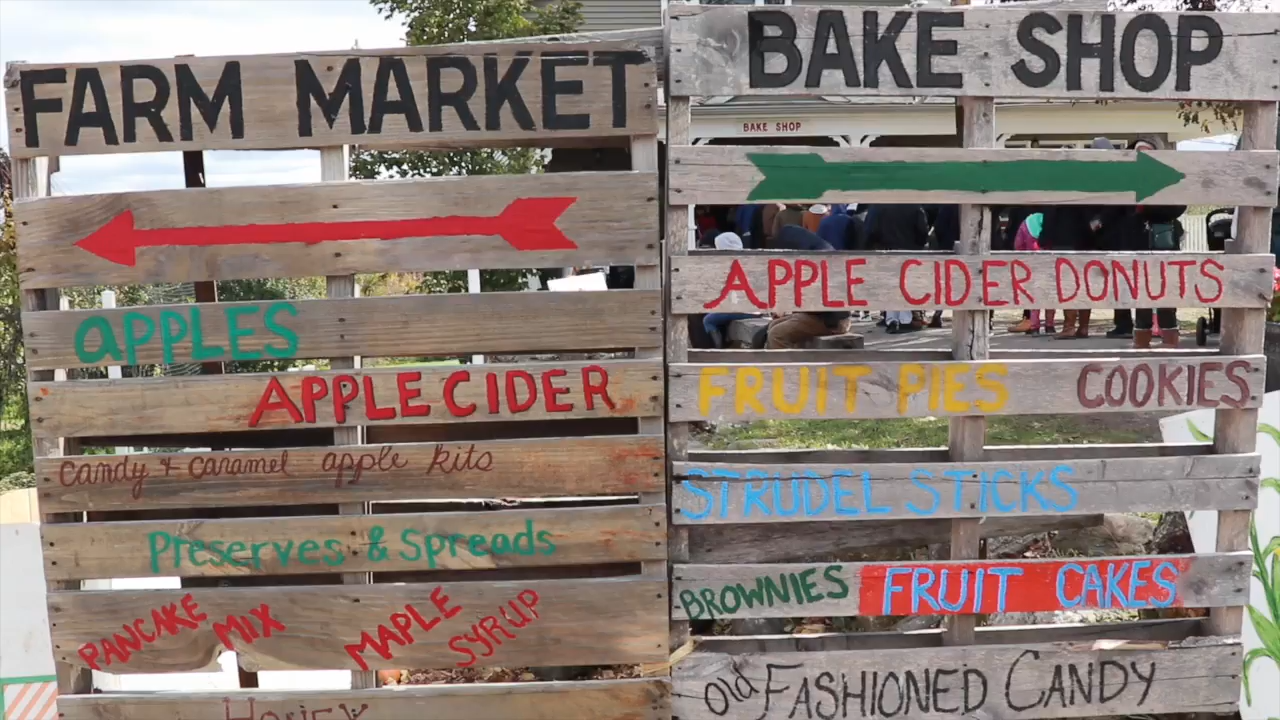 FARM MARKET
apples
APPLE CIDER
Candy & Caramel apple kits
Preserves & Spreads
PANCAKE MIX MAPLE SYRUP
Honey
BAKE SHOP
BAKE SHOP
APPLE CIDER DONUTS
FRUIT PIES COOKIES
STRUDEL STICKS
BROWNIES FRUIT CAKES
old FASHIONED CANDY